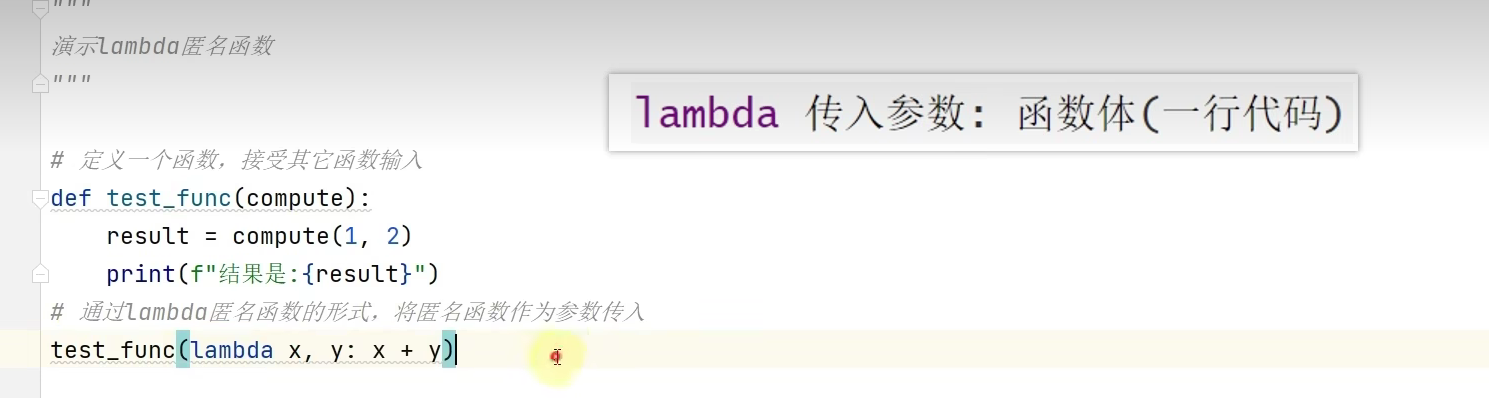 """
演示lambda匿名函数
"""
lambda 传入参数: 函数体(一行代码)
# 定义一个函数，接受其它函数输入
def test_func(compute):
    result = compute(1, 2)
    print(f"结果是:{result}")
# 通过lambda匿名函数的形式，将匿名函数作为参数传入
test_func(lambda x, y: x + y)